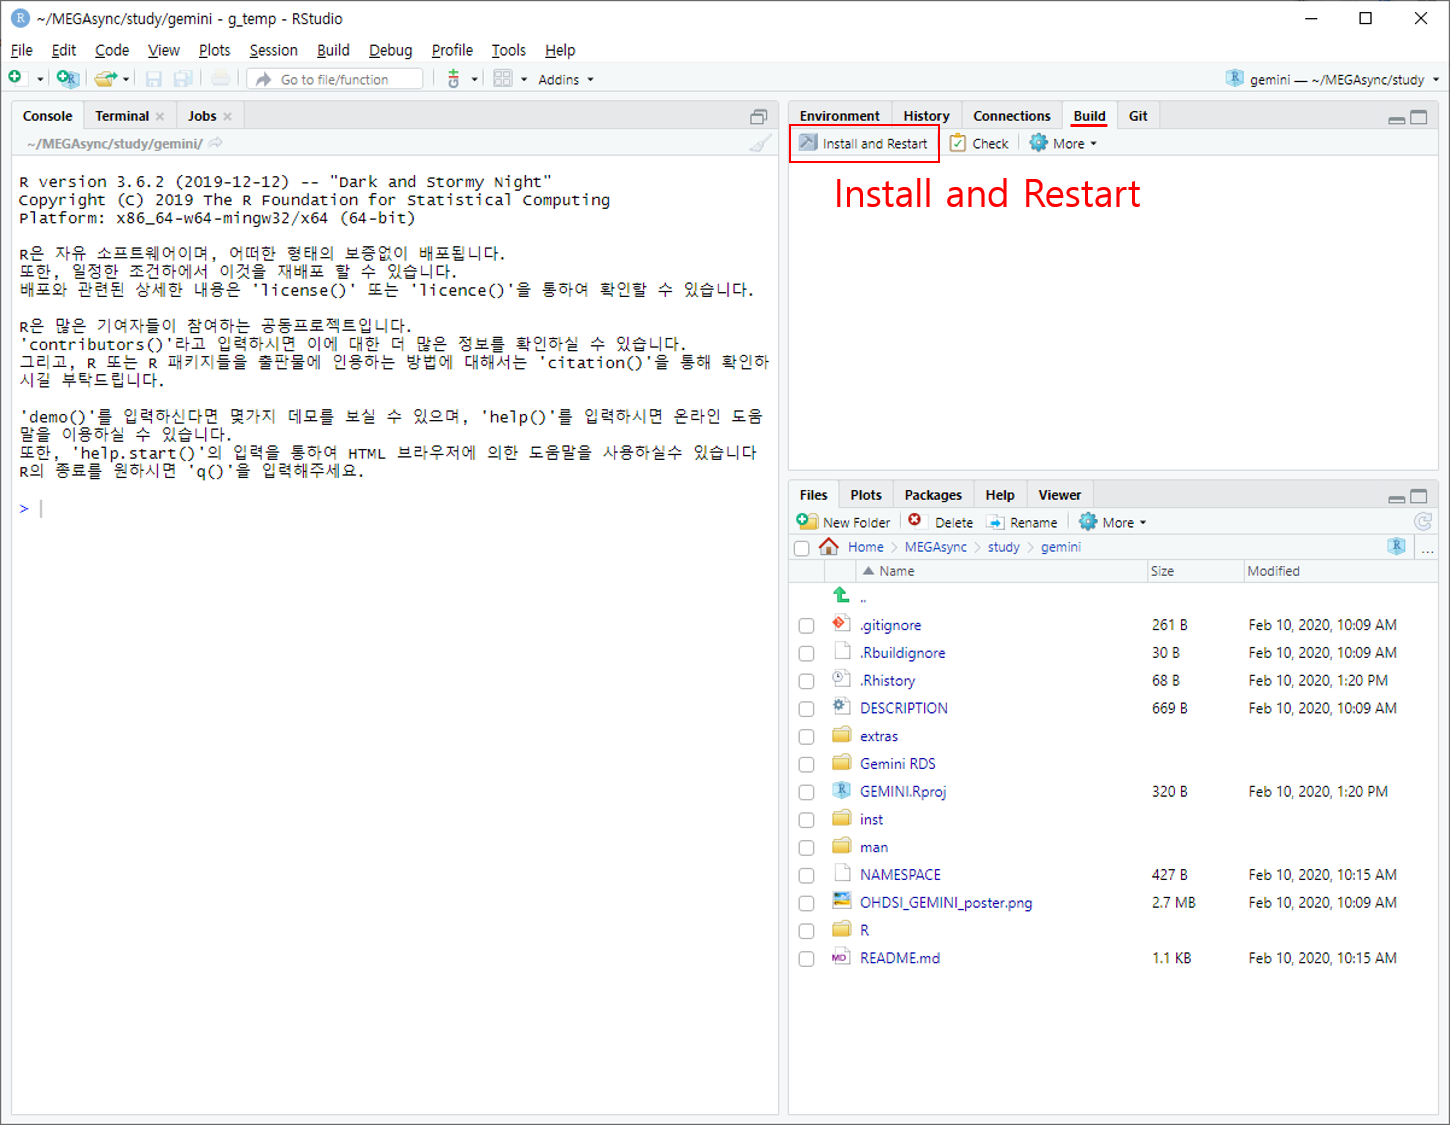 ~/MEGAsync/study/gemini - g_temp - RStudio
File Edit Code View Plots Session Build Debug Profile Tools Help
Go to file/function Addins gemini — ~/MEGAsync/study
Console Terminal Jobs
~/MEGAsync/study/gemini/
R version 3.6.2 (2019-12-12) -- "Dark and Stormy Night"
Copyright (C) 2019 The R Foundation for Statistical Computing
Platform: x86_64-w64-mingw32/x64 (64-bit)
R은 자유 소프트웨어이며, 어떠한 형태의 보증없이 배포됩니다.
또한, 일정한 조건하에서 이것을 재배포 할 수 있습니다.
배포와 관련된 상세한 내용은 'license()' 또는 'licence()'을 통하여 확인할 수 있습니다.
R은 많은 기여자들이 참여하는 공동프로젝트입니다.
'contributors()'라고 입력하시면 이에 대한 더 많은 정보를 확인하실 수 있습니다.
그리고, R 또는 R 패키지들을 출판물에 인용하는 방법에 대해서는 'citation()'을 통해 확인하
시길 부탁드립니다.
'demo()'를 입력하신다면 몇가지 데모를 보실 수 있으며, 'help()'를 입력하시면 온라인 도움
말을 이용하실 수 있습니다.
또한, 'help.start()'의 입력을 통하여 HTML 브라우저에 의한 도움말을 사용하실수 있습니다
R의 종료를 원하시면 'q()'을 입력해주세요.
>
Environment History Connections Build Git
Install and Restart Check More
Install and Restart
Files Plots Packages Help Viewer
New Folder Delete Rename More
Home MEGAsync study gemini ...
Name Size Modified
..
.gitignore 261 B Feb 10, 2020, 10:09 AM
.Rbuildignore 30 B Feb 10, 2020, 10:09 AM
.Rhistory 68 B Feb 10, 2020, 1:20 PM
DESCRIPTION 669 B Feb 10, 2020, 10:09 AM
extras
Gemini RDS
GEMINI.Rproj 320 B Feb 10, 2020, 1:20 PM
inst
man
NAMESPACE 427 B Feb 10, 2020, 10:15 AM
OHDSI_GEMINI_poster.png 2.7 MB Feb 10, 2020, 10:09 AM
R
README.md 1.1 KB Feb 10, 2020, 10:15 AM